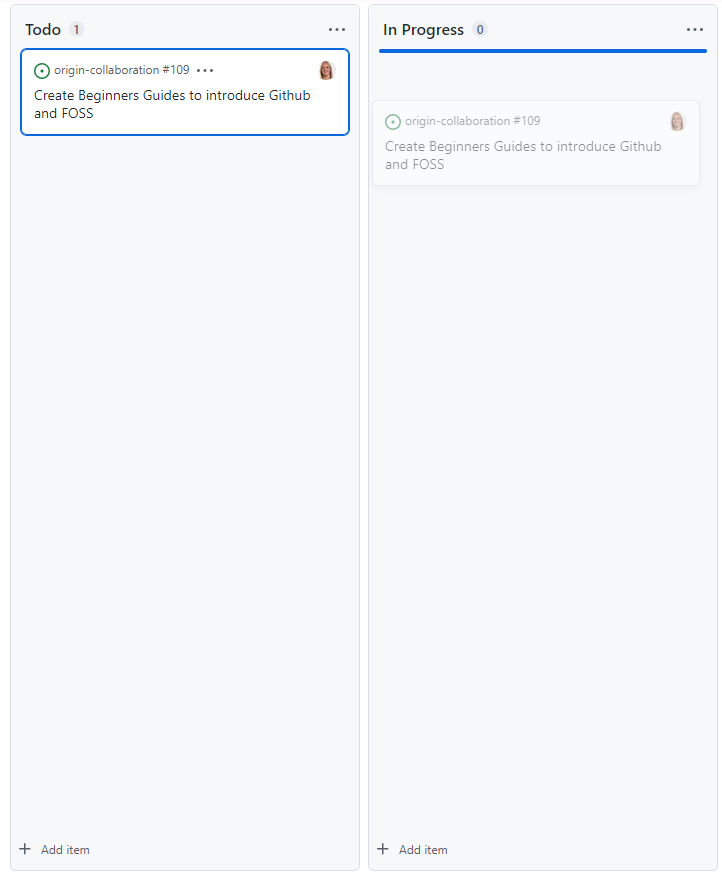 Todo 1
origin-collaboration #109
Create Beginners Guides to introduce Github
and FOSS
Add item
In Progress 0
origin-collaboration #109
Create Beginners Guides to introduce Github
and FOSS
Add item